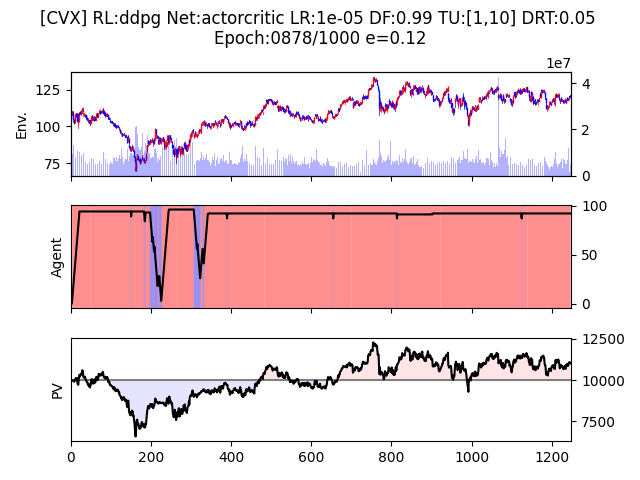 [CVX] RL:ddpg Net:actorcritic LR:1e-05 DF:0.99 TU:[1,10] DRT:0.05
Epoch:0878/1000 e=0.12
1e7
Env.
125
100
75
4
2
0
Agent
100
50
0
PV
12500
10000
7500
0 200 400 600 800 1000 1200